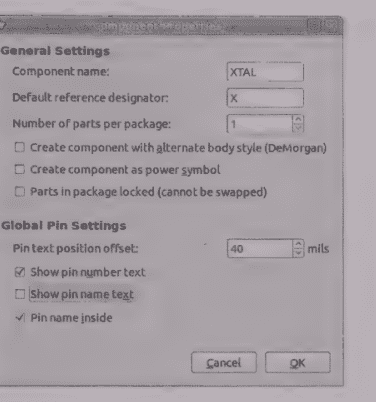 General Settings
Component name: XTAL
Default reference designator: X
Number of parts per package: 1
Create component with alternate body style (DeMorgan)
Create component as power symbol
Parts in package locked (cannot be swapped)
Global Pin Settings
Pin text position offset: 40 mils
Show pin number text
Show pin name text
Pin name inside
Cancel OK